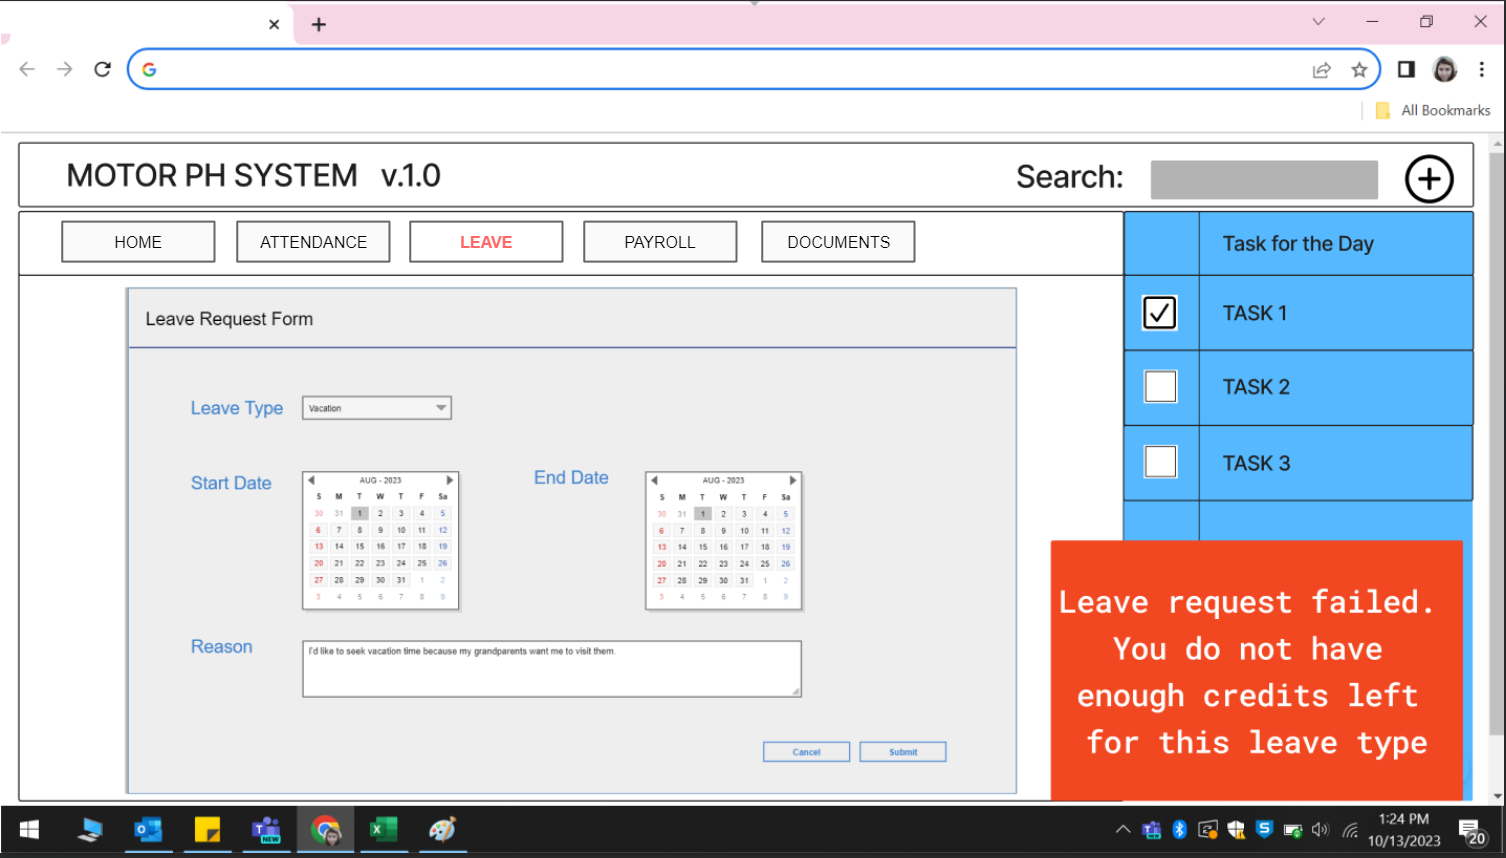 All Bookmarks
MOTOR PH SYSTEM v.1.0
Search:
HOME
ATTENDANCE
LEAVE
PAYROLL
DOCUMENTS
Task for the Day
Leave Request Form
TASK 1
TASK 2
TASK 3
Leave Type
Vacation
Start Date
AUG - 2023
S M T W T F Sa
30 31 1 2 3 4 5
6 7 8 9 10 11 12
13 14 15 16 17 18 19
20 21 22 23 24 25 26
27 28 29 30 31 1 2
3 4 5 6 7 8 9
End Date
AUG - 2023
S M T W T F Sa
30 31 1 2 3 4 5
6 7 8 9 10 11 12
13 14 15 16 17 18 19
20 21 22 23 24 25 26
27 28 29 30 31 1 2
3 4 5 6 7 8 9
Reason
I'd like to seek vacation time because my grandparents want me to visit them.
Cancel
Submit
Leave request failed.
You do not have
enough credits left
for this leave type
NEW
1:24 PM
10/13/2023
20